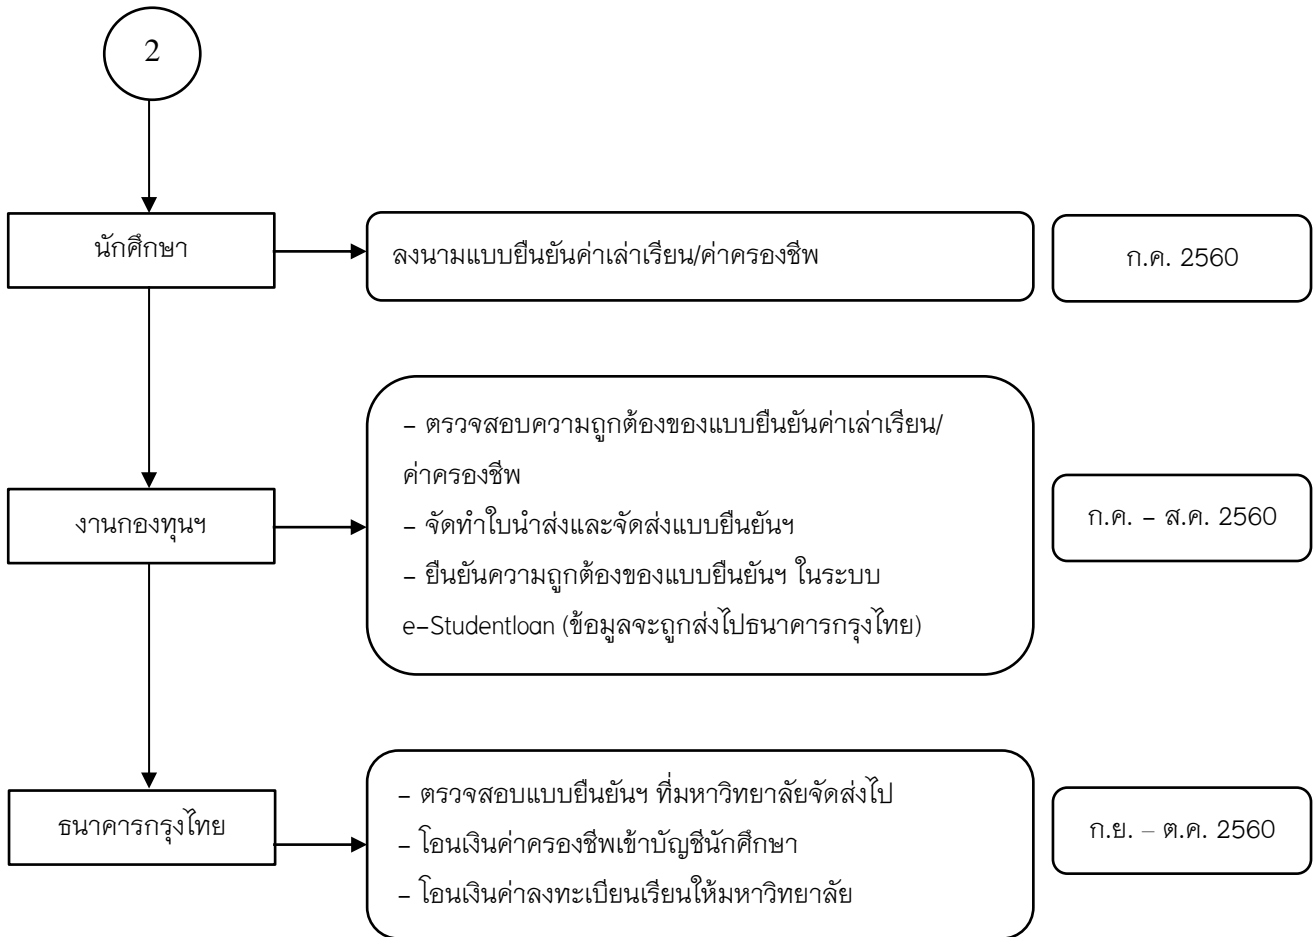 2
นักศึกษา
ลงนามแบบยืนยันค่าเล่าเรียน/ค่าครองชีพ
ก.ค. 2560
งานกองทุนฯ
– ตรวจสอบความถูกต้องของแบบยืนยันค่าเล่าเรียน/
ค่าครองชีพ
– จัดทำใบนำส่งและจัดส่งแบบยืนยันฯ
– ยืนยันความถูกต้องของแบบยืนยันฯ ในระบบ
e–Studentloan (ข้อมูลจะถูกส่งไปธนาคารกรุงไทย)
ก.ค. – ส.ค. 2560
ธนาคารกรุงไทย
– ตรวจสอบแบบยืนยันฯ ที่มหาวิทยาลัยจัดส่งไป
– โอนเงินค่าครองชีพเข้าบัญชีนักศึกษา
– โอนเงินค่าลงทะเบียนเรียนให้มหาวิทยาลัย
ก.ย. – ต.ค. 2560